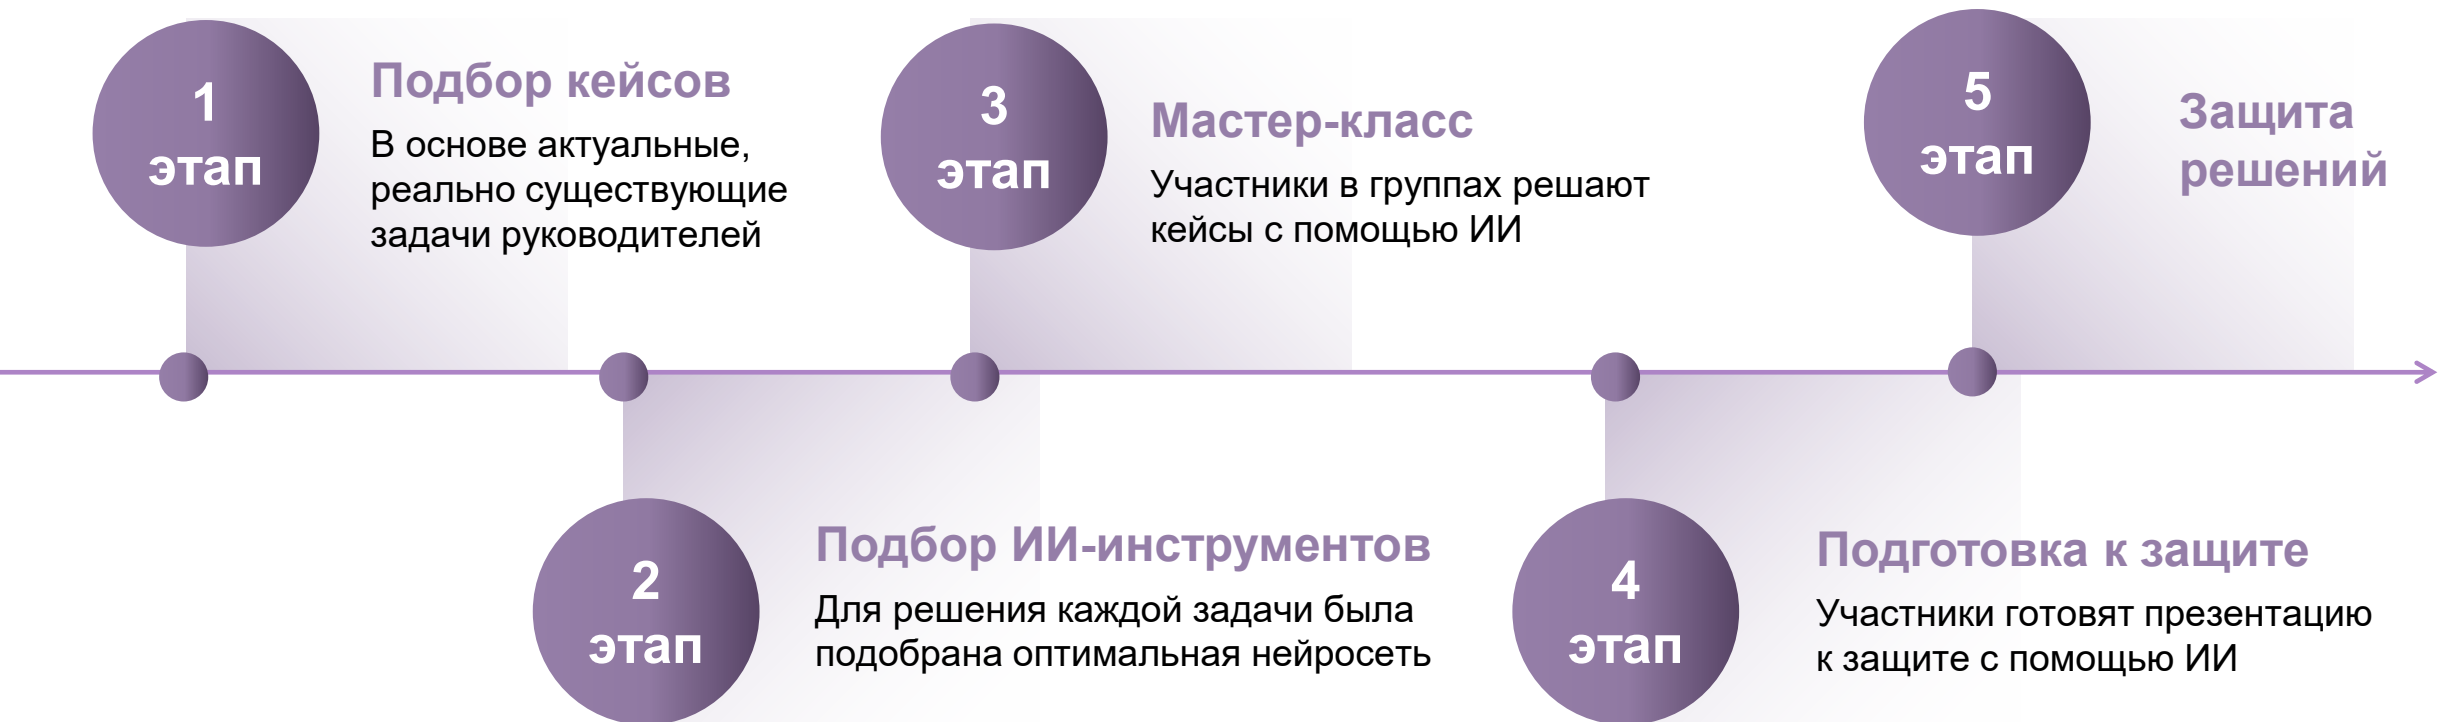 1
этап
Подбор кейсов
В основе актуальные,
реально существующие
задачи руководителей
2
этап
Подбор ИИ-инструментов
Для решения каждой задачи была
подобрана оптимальная нейросеть
3
этап
Мастер-класс
Участники в группах решают
кейсы с помощью ИИ
4
этап
Подготовка к защите
Участники готовят презентацию
к защите с помощью ИИ
5
этап
Защита
решений